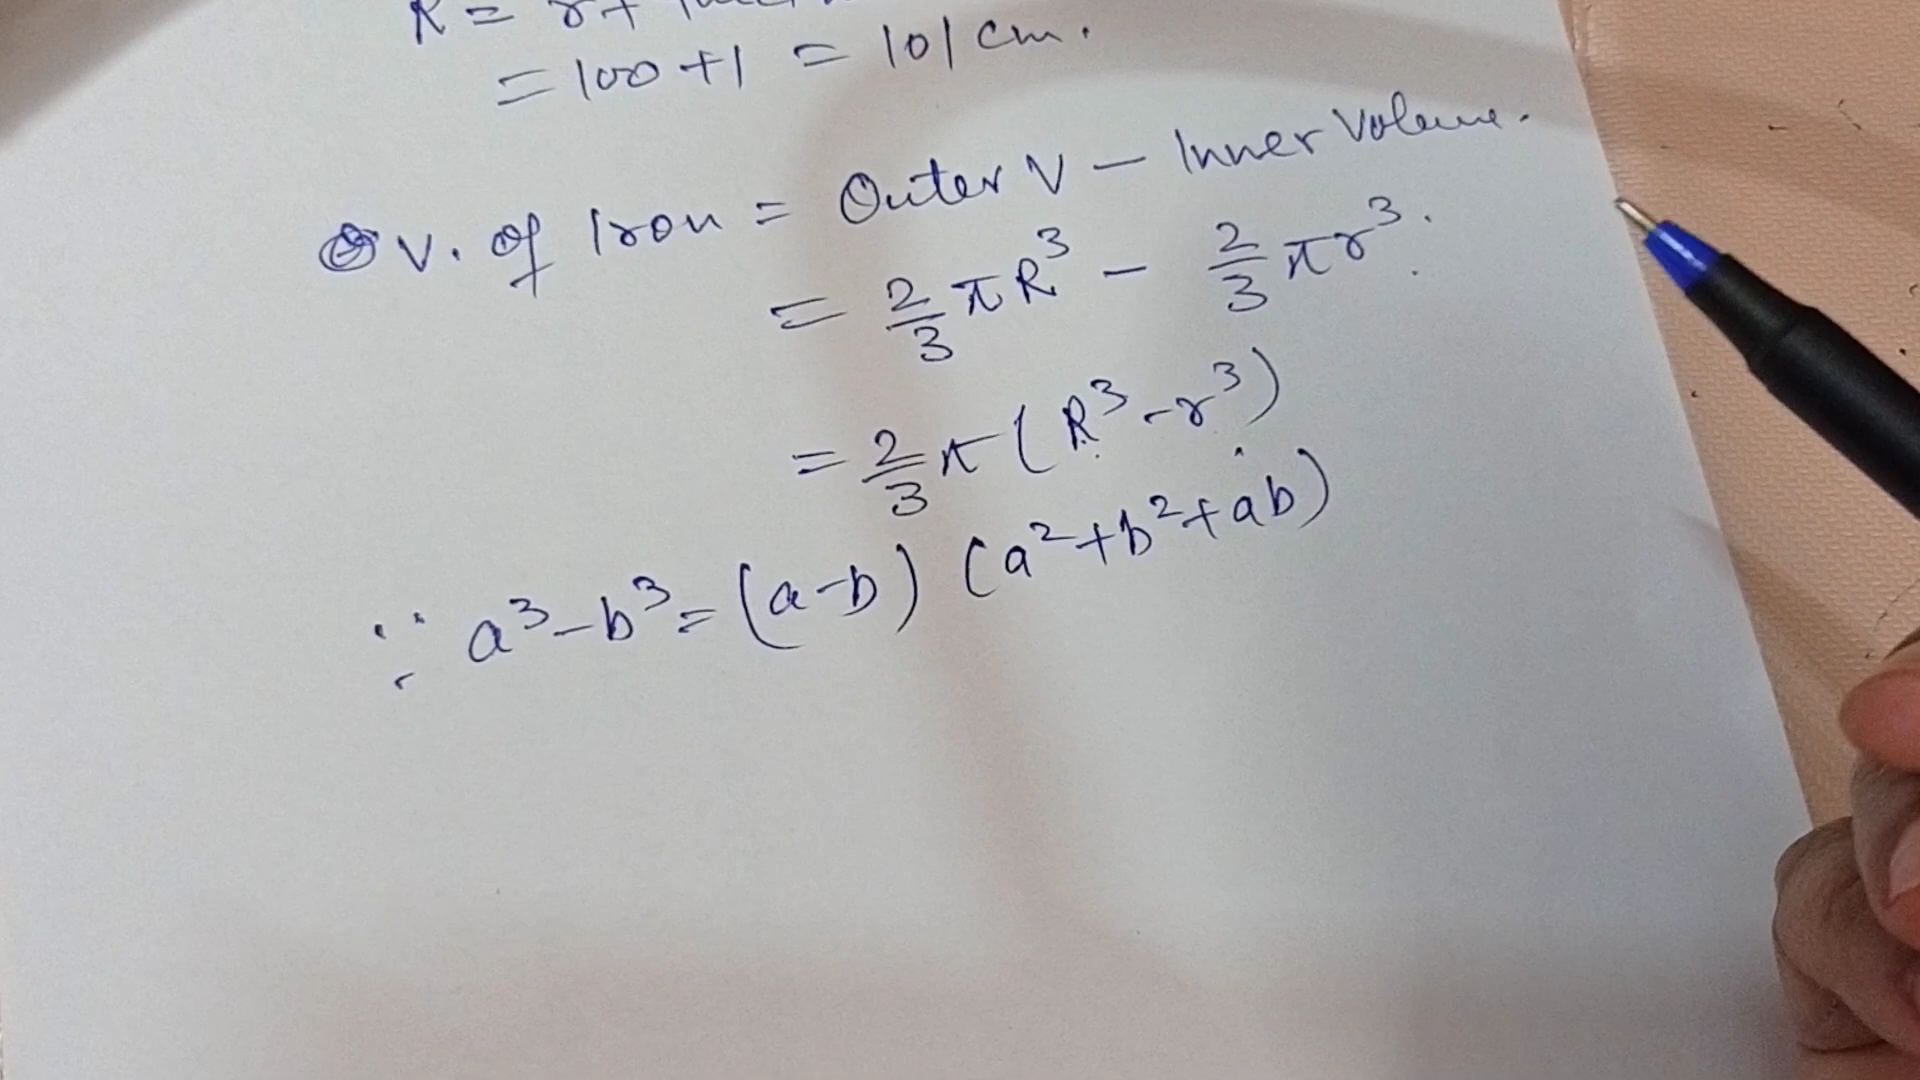 R = r +
= 100 + 1 = 101 cm.
V. of Iron = Outer V — Inner Volume.
= 2/3 πR³ — 2/3 πr³.
= 2/3 π (R³ - r³)
∵ a³ - b³ = (a-b) (a² + b² + ab)